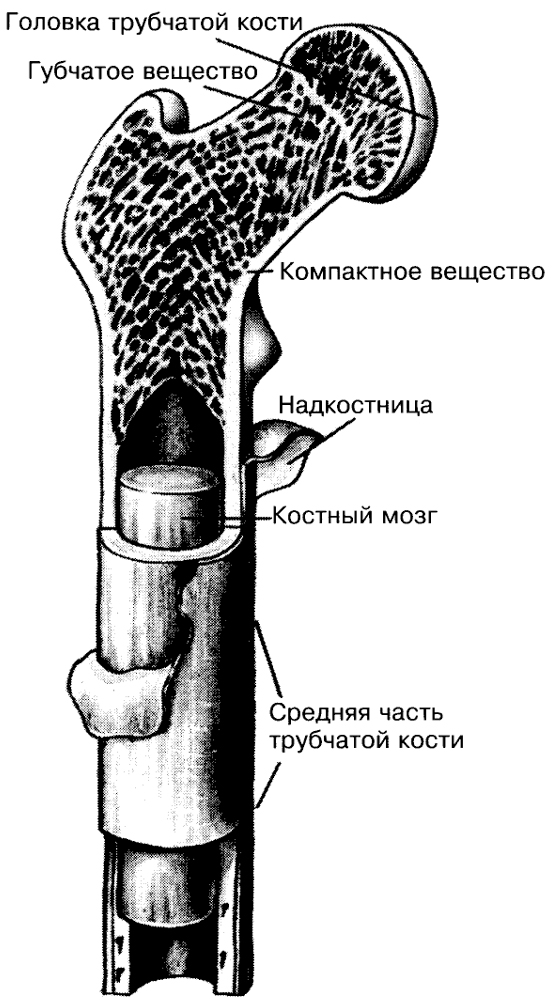 Головка трубчатой кости
Губчатое вещество
Компактное вещество
Надкостница
Костный мозг
Средняя часть
трубчатой кости